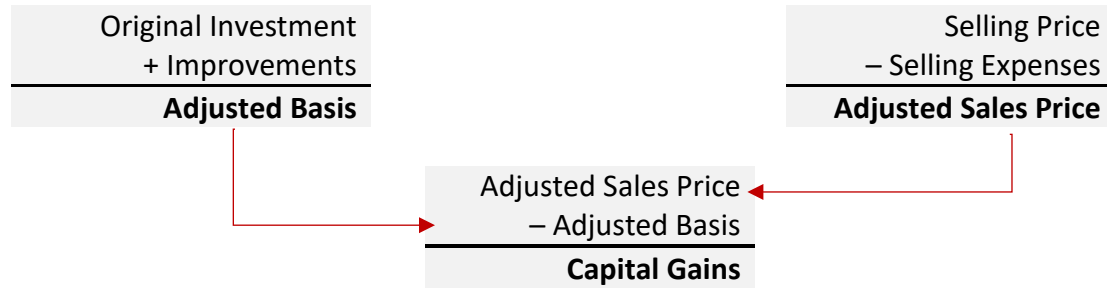 Original Investment
+ Improvements
Adjusted Basis
Selling Price
– Selling Expenses
Adjusted Sales Price
Adjusted Sales Price
– Adjusted Basis
Capital Gains